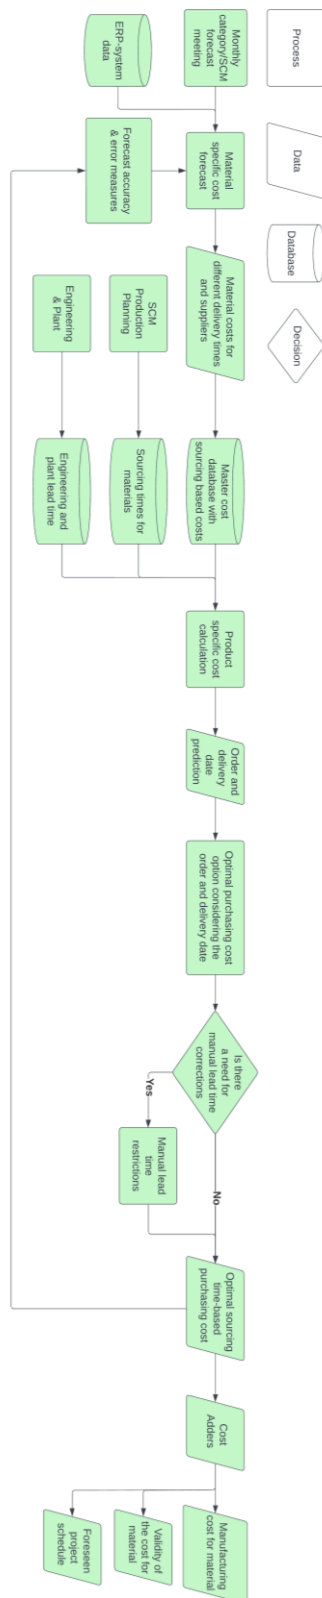 Process
Data
Database
Decision
Monthly
category/SCM
forecast
meeting
ERP-system
data
Material
specific cost
forecast
Forecast accuracy
& error measures
Material costs for
different delivery times
and suppliers
SCM
Production
Planning
Engineering
& Plant
Master cost
database with
sourcing based costs
Sourcing times for
materials
Engineering and
plant lead time
Product
specific cost
calculation
Order and
delivery
date
prediction
Optimal purchasing cost
option considering the
order and delivery date
Is there
a need for
manual lead time
corrections
Yes
No
Manual lead
time
restrictions
Optimal sourcing
time-based
purchasing cost
Cost
Adders
Manufacturing
cost for material
Validity of
the cost for
material
Foreseen
project
schedule